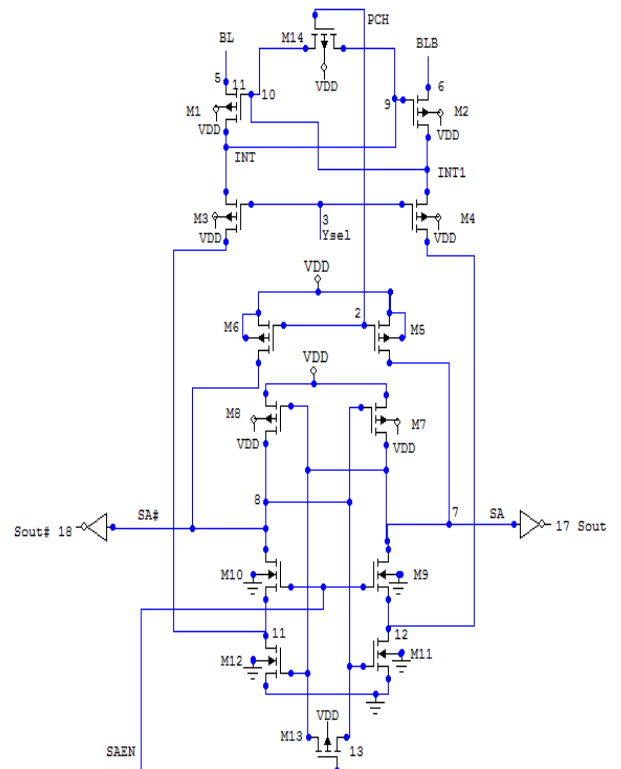 PCH
M14
BL
BLB
VDD
5
11
10
9
6
M1
M2
VDD
VDD
INT
INT1
M3
3
M4
VDD
Ysel
VDD
VDD
2
M6
M5
VDD
M8
M7
VDD
VDD
8
SA#
7
SA
Sout# 18
17 Sout
M10
M9
11
12
M12
M11
VDD
M13
13
SAEN